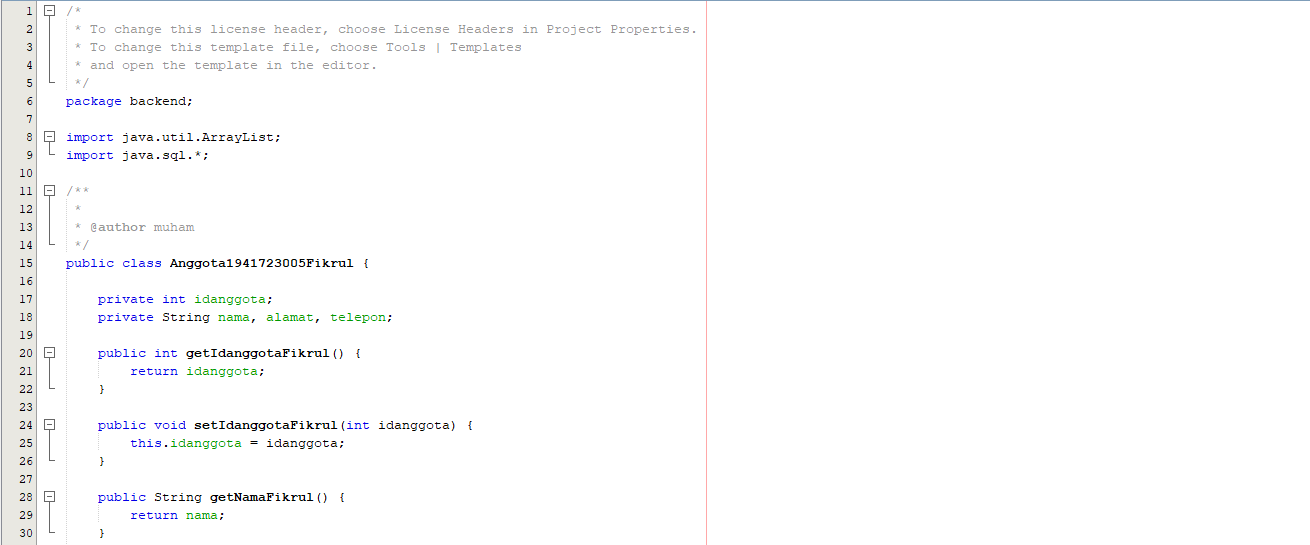 1 /*
2  * To change this license header, choose License Headers in Project Properties.
3  * To change this template file, choose Tools | Templates
4  * and open the template in the editor.
5  */
6 package backend;
7
8 import java.util.ArrayList;
9 import java.sql.*;
10
11 /**
12  *
13  * @author muham
14  */
15 public class Anggota1941723005Fikrul {
16
17     private int idanggota;
18     private String nama, alamat, telepon;
19
20     public int getIdanggotaFikrul() {
21         return idanggota;
22     }
23
24     public void setIdanggotaFikrul(int idanggota) {
25         this.idanggota = idanggota;
26     }
27
28     public String getNamaFikrul() {
29         return nama;
30     }